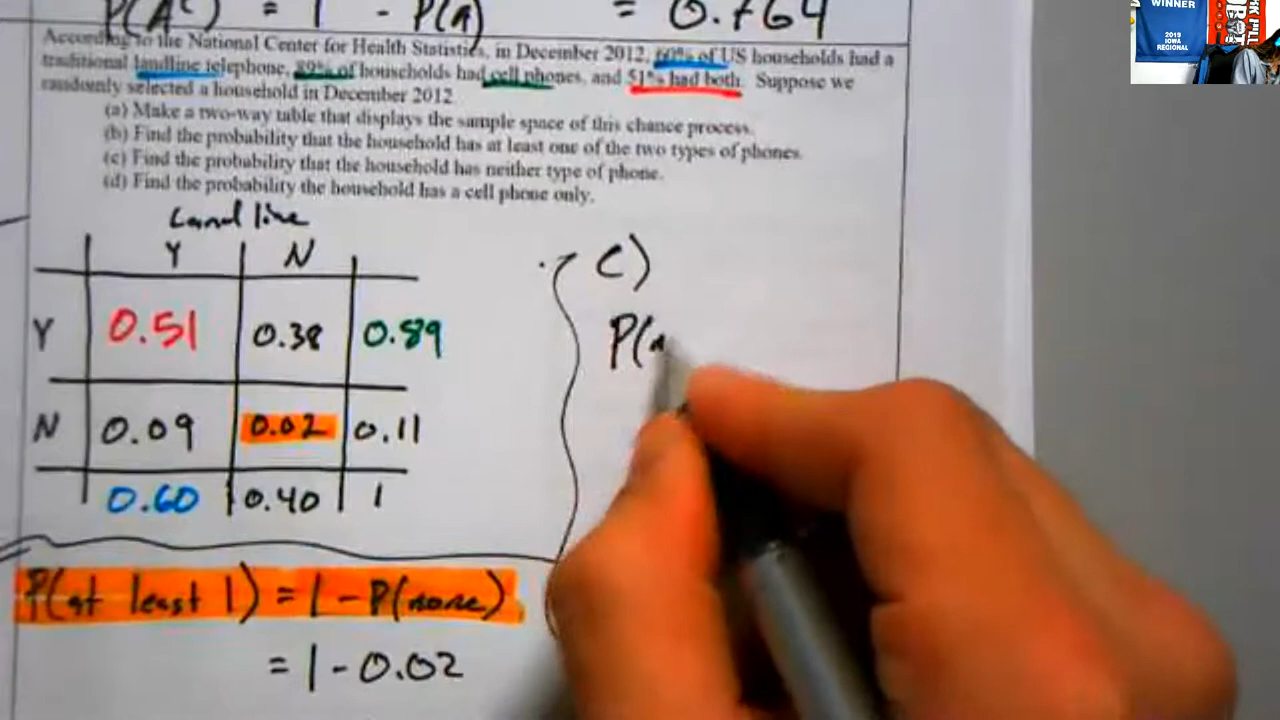 P(Aᶜ) = 1 - P(A) = 0.764
According to the National Center for Health Statistics, in December 2012, 60% of US households had a
traditional landline telephone, 89% of households had cell phones, and 51% had both. Suppose we
randomly selected a household in December 2012
(a) Make a two-way table that displays the sample space of this chance process.
(b) Find the probability that the household has at least one of the two types of phones.
(c) Find the probability that the household has neither type of phone.
(d) Find the probability the household has a cell phone only.
Land line
Y N
Y 0.51 0.38 0.89
N 0.09 0.02 0.11
0.60 0.40 1
P(at least 1) = 1 - P(none)
= 1 - 0.02
C)
P(n
WINNER
2019
IOWA
REGIONAL